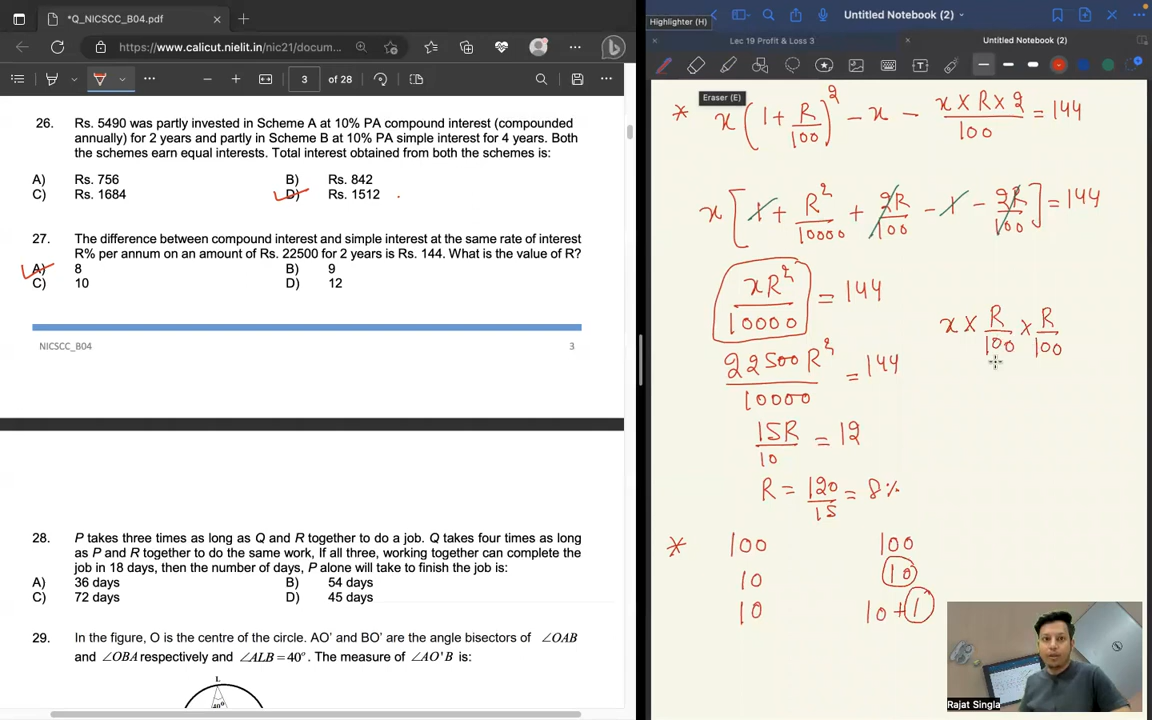 *Q_NICSCC_B04.pdf
https://www.calicut.nielit.in/nic21/docum...
3 of 28
26. Rs. 5490 was partly invested in Scheme A at 10% PA compound interest (compounded
annually) for 2 years and partly in Scheme B at 10% PA simple interest for 4 years. Both
the schemes earn equal interests. Total interest obtained from both the schemes is:
A) Rs. 756 B) Rs. 842
C) Rs. 1684 D) Rs. 1512
27. The difference between compound interest and simple interest at the same rate of interest
R% per annum on an amount of Rs. 22500 for 2 years is Rs. 144. What is the value of R?
A) 8 B) 9
C) 10 D) 12
NICSCC_B04 3
28. P takes three times as long as Q and R together to do a job. Q takes four times as long
as P and R together to do the same work, If all three, working together can complete the
job in 18 days, then the number of days, P alone will take to finish the job is:
A) 36 days B) 54 days
C) 72 days D) 45 days
29. In the figure, O is the centre of the circle. AO' and BO' are the angle bisectors of ∠OAB
and ∠OBA respectively and ∠ALB = 40°. The measure of ∠AO'B is:
L
40°
Highlighter (H)
Untitled Notebook (2)
Lec 19 Profit & Loss 3
Untitled Notebook (2)
Eraser (E)
* x(1 + R/100)² - x - x × R × 2/100 = 144
x[1 + R²/10000 + 2R/100 - 1 - 2R/100] = 144
xR²/10000 = 144
x × R/100 × R/100
22500R²/10000 = 144
15R/10 = 12
R = 120/15 = 8%
* 100 100
10 10
10 10+1
Rajat Singla